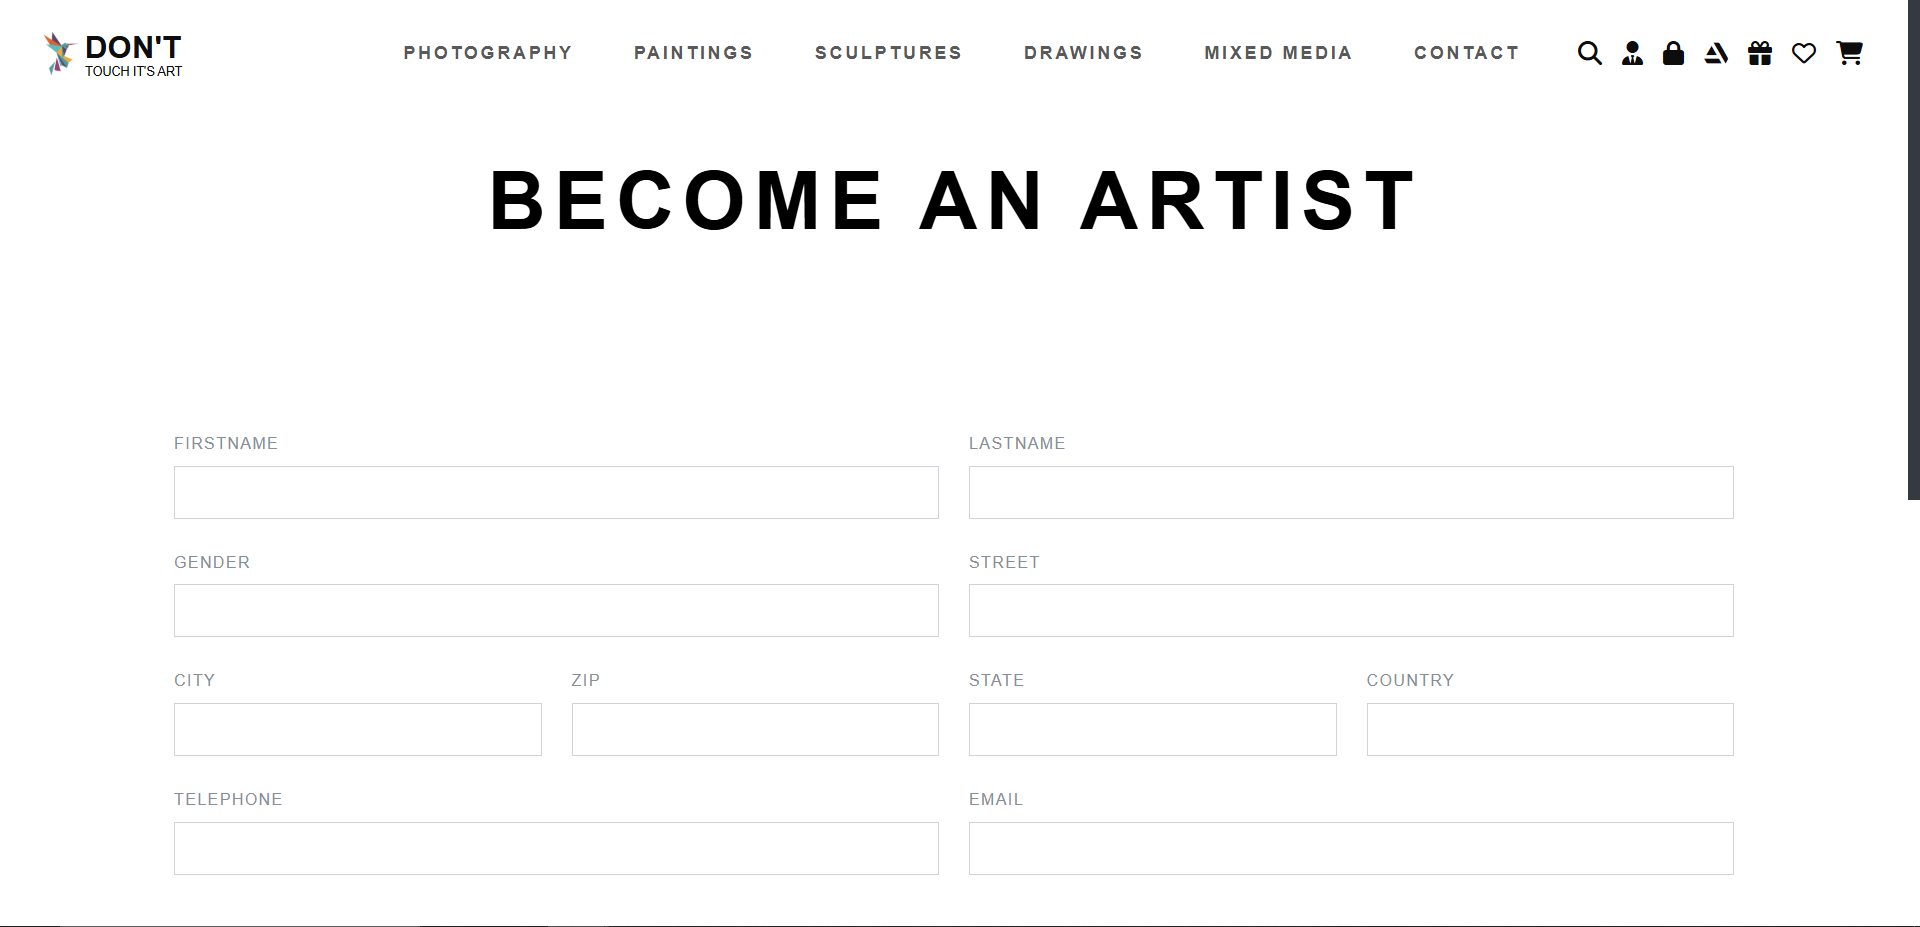 DON'T
TOUCH IT'S ART
PHOTOGRAPHY PAINTINGS SCULPTURES DRAWINGS MIXED MEDIA CONTACT
BECOME AN ARTIST
FIRSTNAME LASTNAME
GENDER STREET
CITY ZIP STATE COUNTRY
TELEPHONE EMAIL